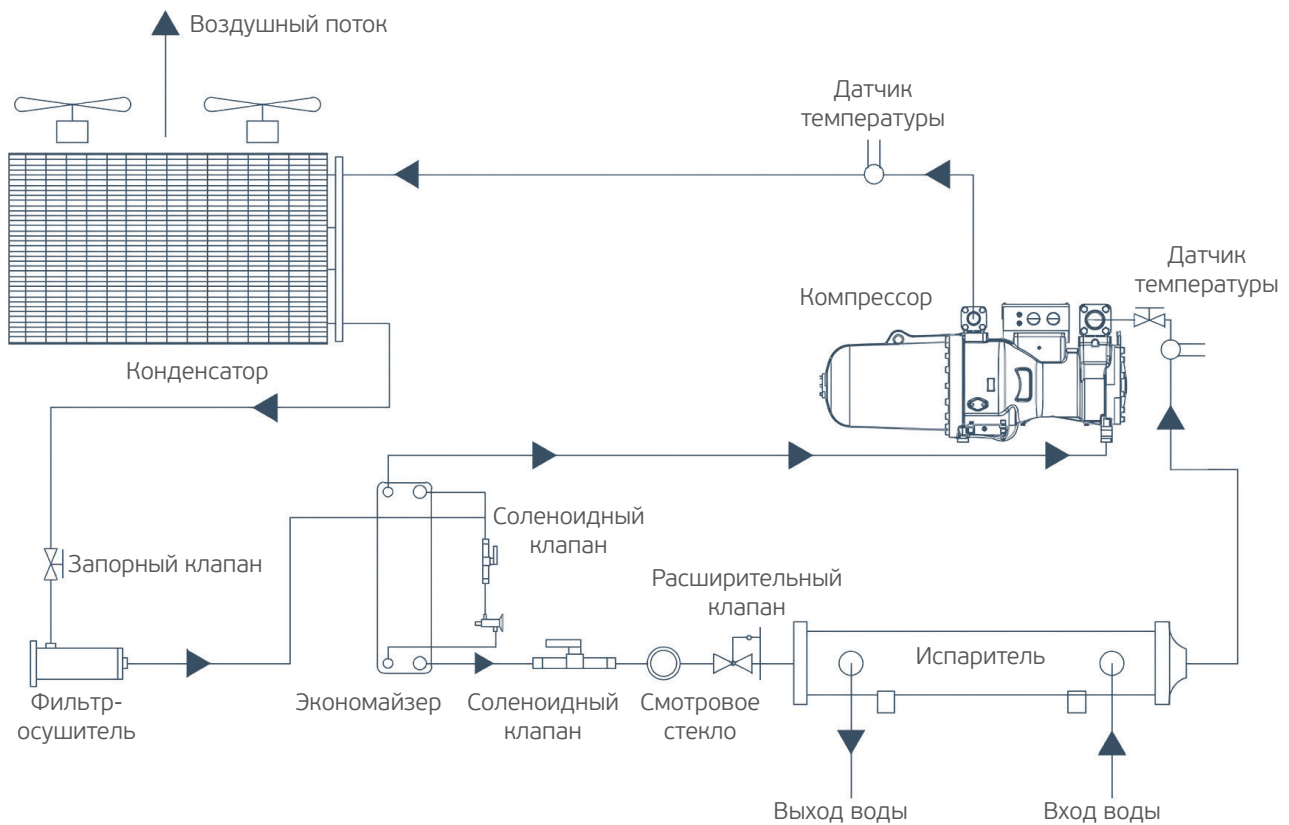 Воздушный поток
Датчик
температуры
Датчик
температуры
Компрессор
Конденсатор
Соленоидный
клапан
Запорный клапан
Расширительный
клапан
Испаритель
Фильтр-
осушитель
Экономайзер
Соленоидный
клапан
Смотровое
стекло
Выход воды
Вход воды